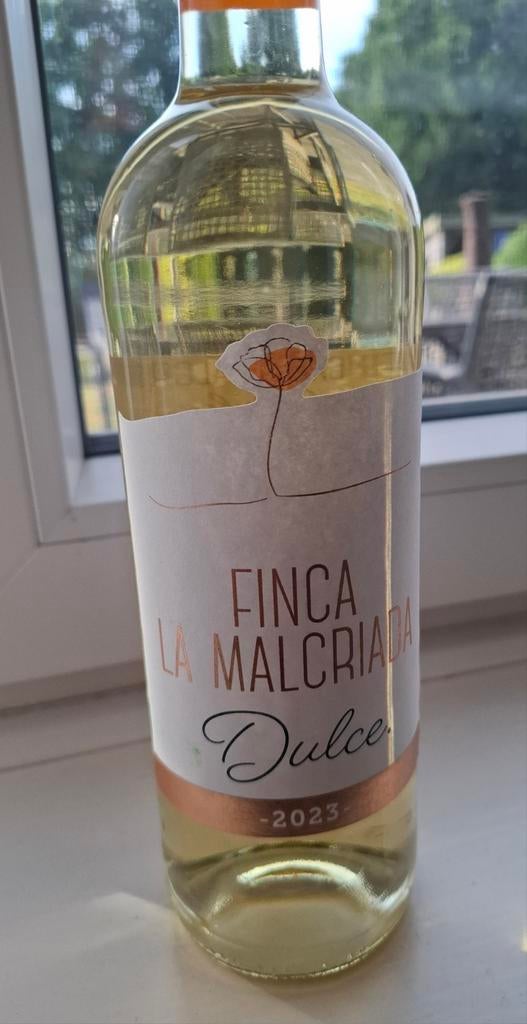 FINCA
LA MALCRIADA
Dulce.
-2023-